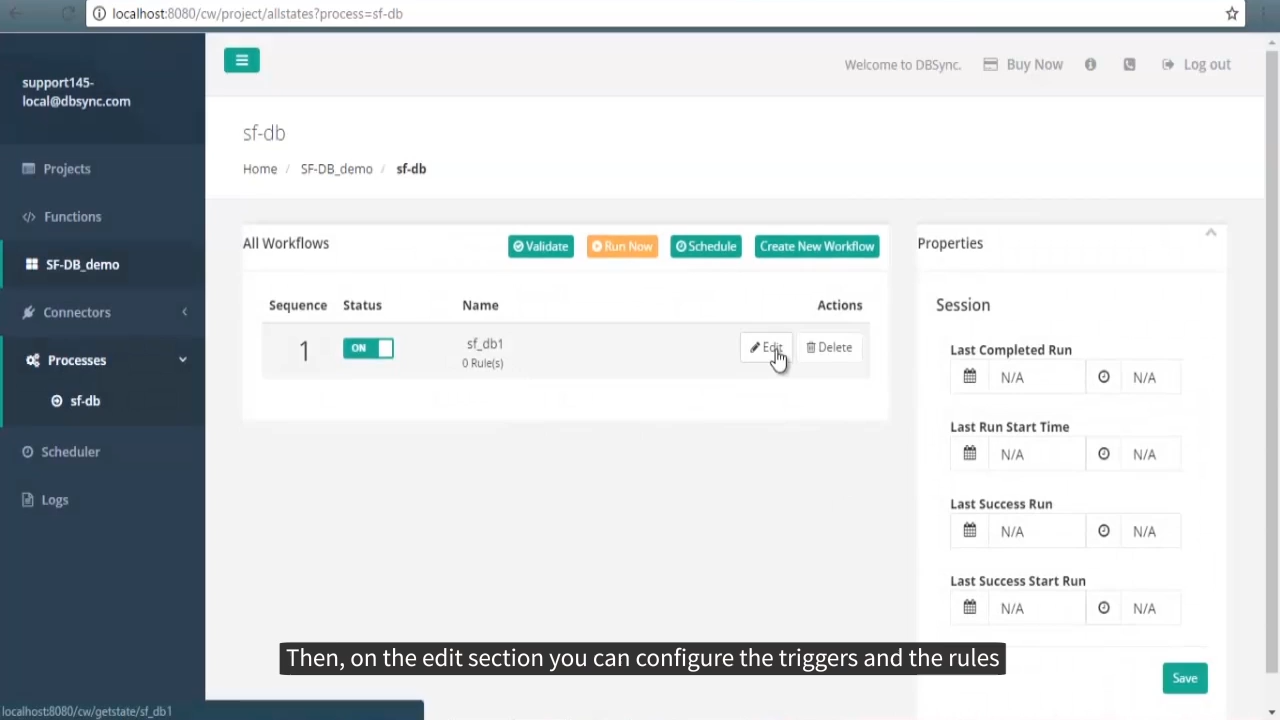 localhost:8080/cw/project/allstates?process=sf-db
support145-
local@dbsync.com
Welcome to DBSync.
Buy Now
Log out
sf-db
Home / SF-DB_demo / sf-db
Projects
Functions
SF-DB_demo
Connectors
Processes
sf-db
Scheduler
Logs
All Workflows
Validate
Run Now
Schedule
Create New Workflow
Sequence Status Name Actions
1 ON sf_db1 Edit Delete
0 Rule(s)
Properties
Session
Last Completed Run
N/A N/A
Last Run Start Time
N/A N/A
Last Success Run
N/A N/A
Last Success Start Run
N/A N/A
Save
Then, on the edit section you can configure the triggers and the rules
localhost:8080/cw/getstate/sf_db1